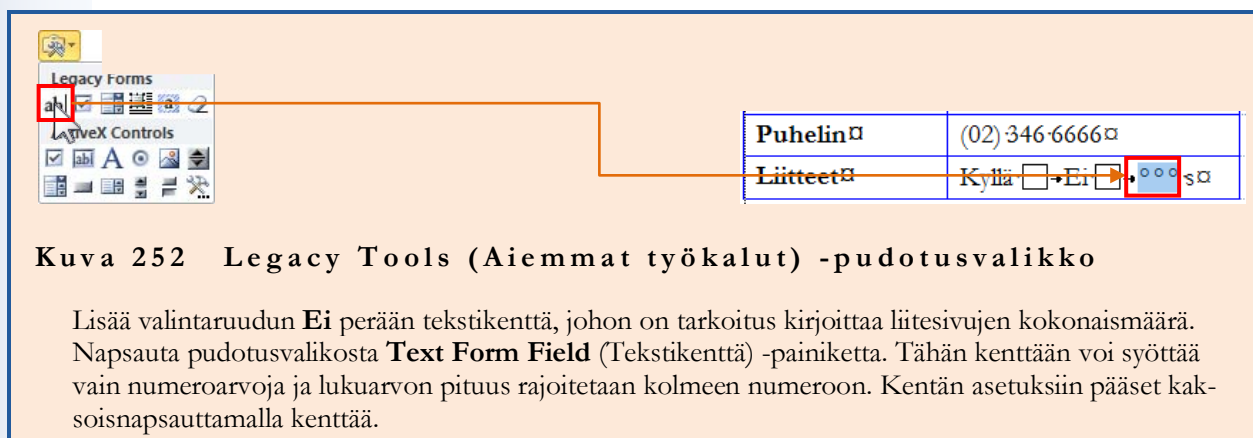 Legacy Forms
ab
ActiveX Controls
abl A
Puhelin¤ (02)·346·6666¤
Liitteet¤ Kyllä·☐→Ei·☐→°°°·s¤
Kuva 252 Legacy Tools (Aiemmat työkalut) -pudotusvalikko
Lisää valintaruudun Ei perään tekstikenttä, johon on tarkoitus kirjoittaa liitesivujen kokonaismäärä.
Napsauta pudotusvalikosta Text Form Field (Tekstikenttä) -painiketta. Tähän kenttään voi syöttää
vain numeroarvoja ja lukuarvon pituus rajoitetaan kolmeen numeroon. Kentän asetuksiin pääset kak-
soisnapsauttamalla kenttää.